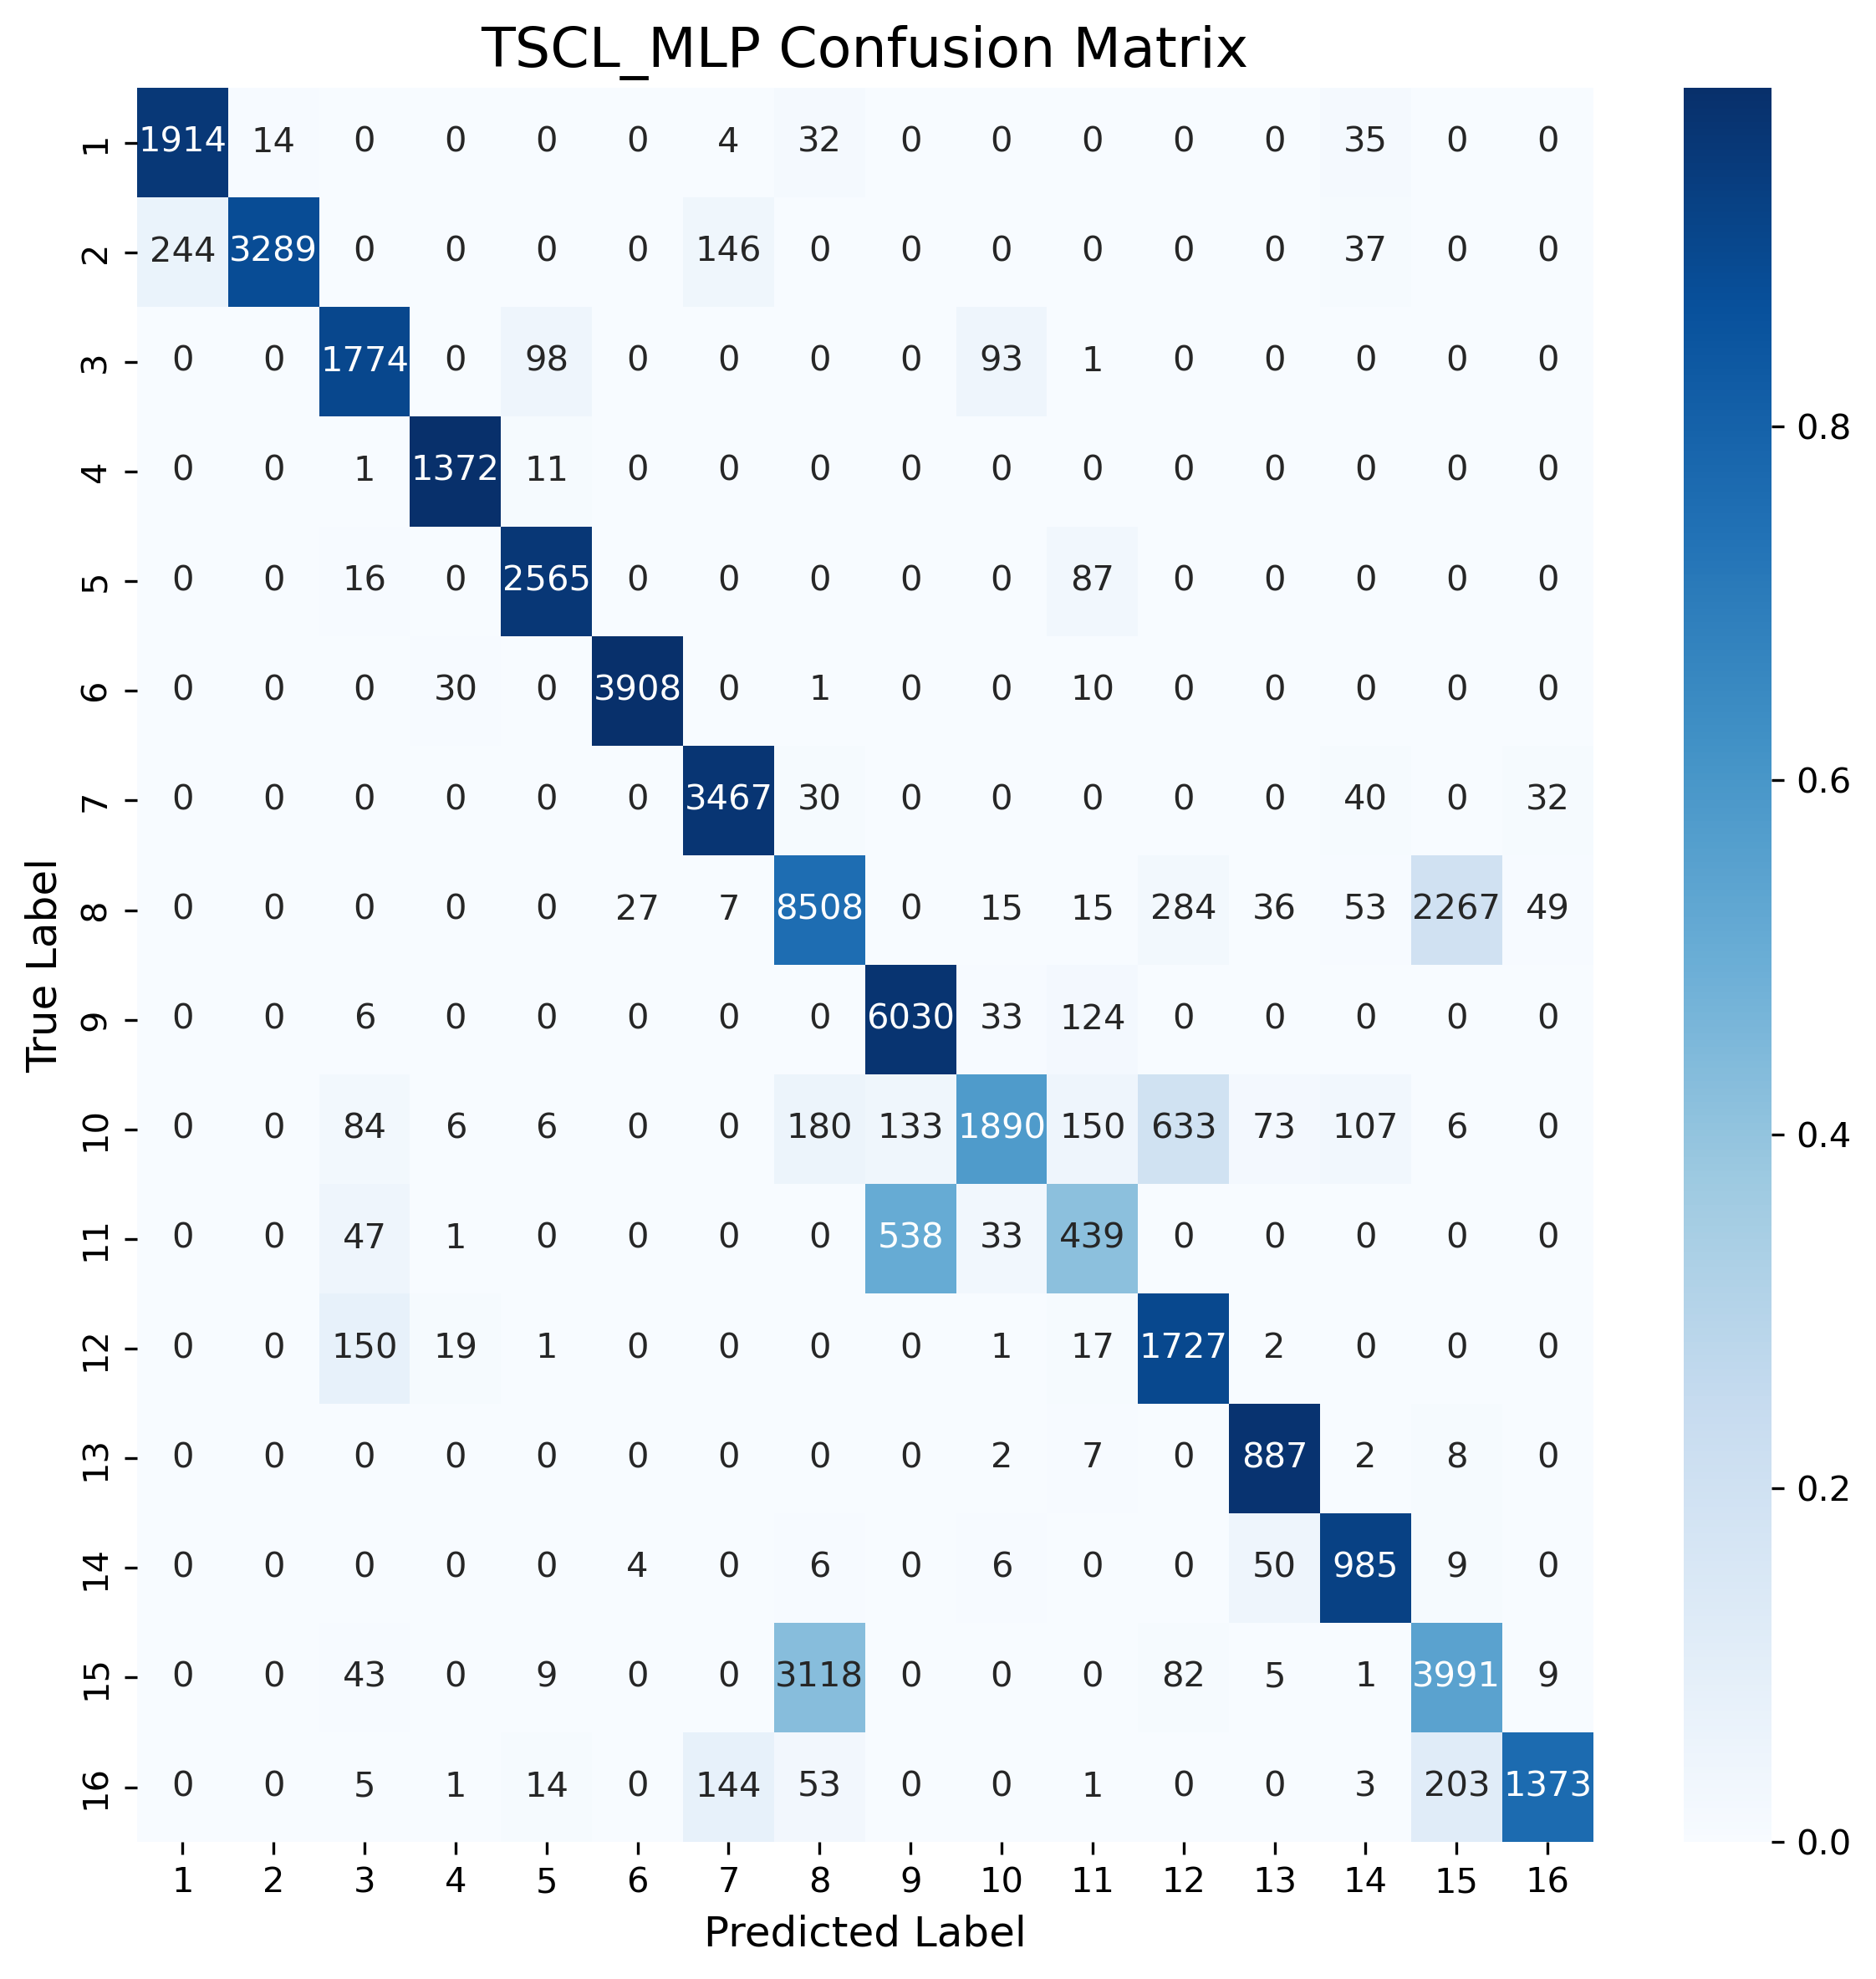 TSCL_MLP Confusion Matrix
1 1914 14 0 0 0 0 4 32 0 0 0 0 0 35 0 0
2 244 3289 0 0 0 0 146 0 0 0 0 0 0 37 0 0
3 0 0 1774 0 98 0 0 0 0 93 1 0 0 0 0 0
4 0 0 1 1372 11 0 0 0 0 0 0 0 0 0 0 0
5 0 0 16 0 2565 0 0 0 0 0 87 0 0 0 0 0
6 0 0 0 30 0 3908 0 1 0 0 10 0 0 0 0 0
7 0 0 0 0 0 0 3467 30 0 0 0 0 0 40 0 32
8 0 0 0 0 0 27 7 8508 0 15 15 284 36 53 2267 49
9 0 0 6 0 0 0 0 0 6030 33 124 0 0 0 0 0
10 0 0 84 6 6 0 0 180 133 1890 150 633 73 107 6 0
11 0 0 47 1 0 0 0 0 538 33 439 0 0 0 0 0
12 0 0 150 19 1 0 0 0 0 1 17 1727 2 0 0 0
13 0 0 0 0 0 0 0 0 0 2 7 0 887 2 8 0
14 0 0 0 0 0 4 0 6 0 6 0 0 50 985 9 0
15 0 0 43 0 9 0 0 3118 0 0 0 82 5 1 3991 9
16 0 0 5 1 14 0 144 53 0 0 1 0 0 3 203 1373
1 2 3 4 5 6 7 8 9 10 11 12 13 14 15 16
Predicted Label
True Label
0.8
0.6
0.4
0.2
0.0